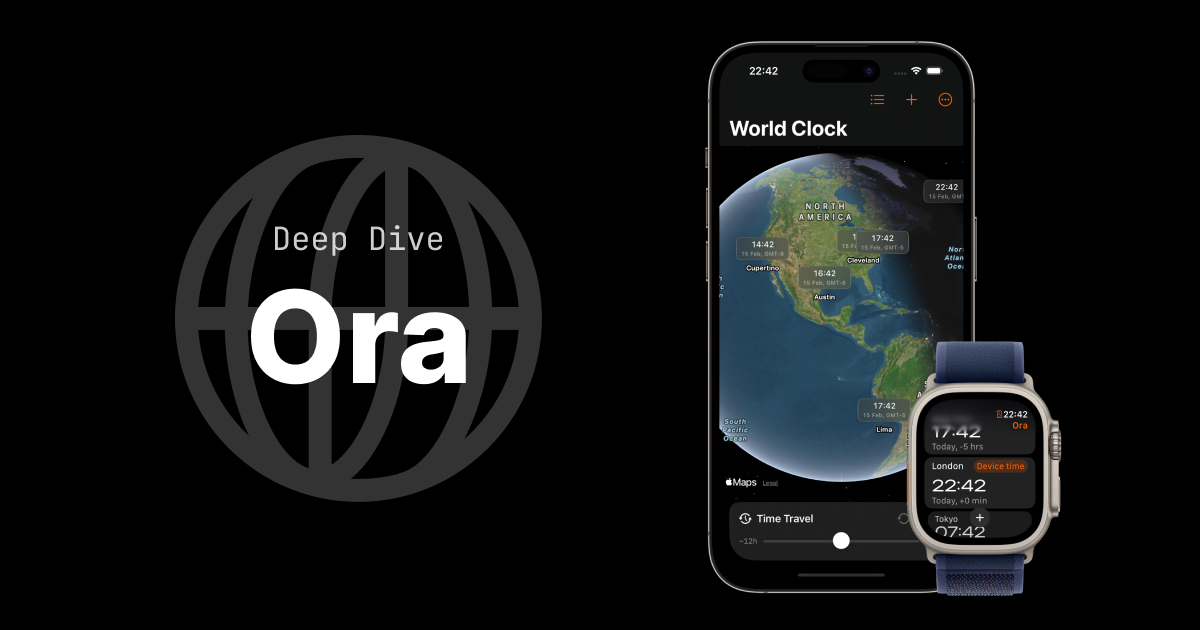 Deep Dive
Ora
22:42
World Clock
22:42
15 Feb, GMT
NORTH
AMERICA
17:42
15 Feb, GMT-5
14:42
15 Feb, GMT-8
Cleveland
Cupertino
16:42
15 Feb, GMT-6
Austin
17:42
15 Feb, GMT-5
Lima
South
Pacific
Ocean
Maps
Legal
Time Travel
−12h
22:42
Ora
17:42
Today, -5 hrs
London
Device time
22:42
Today, +0 min
Tokyo
07:42